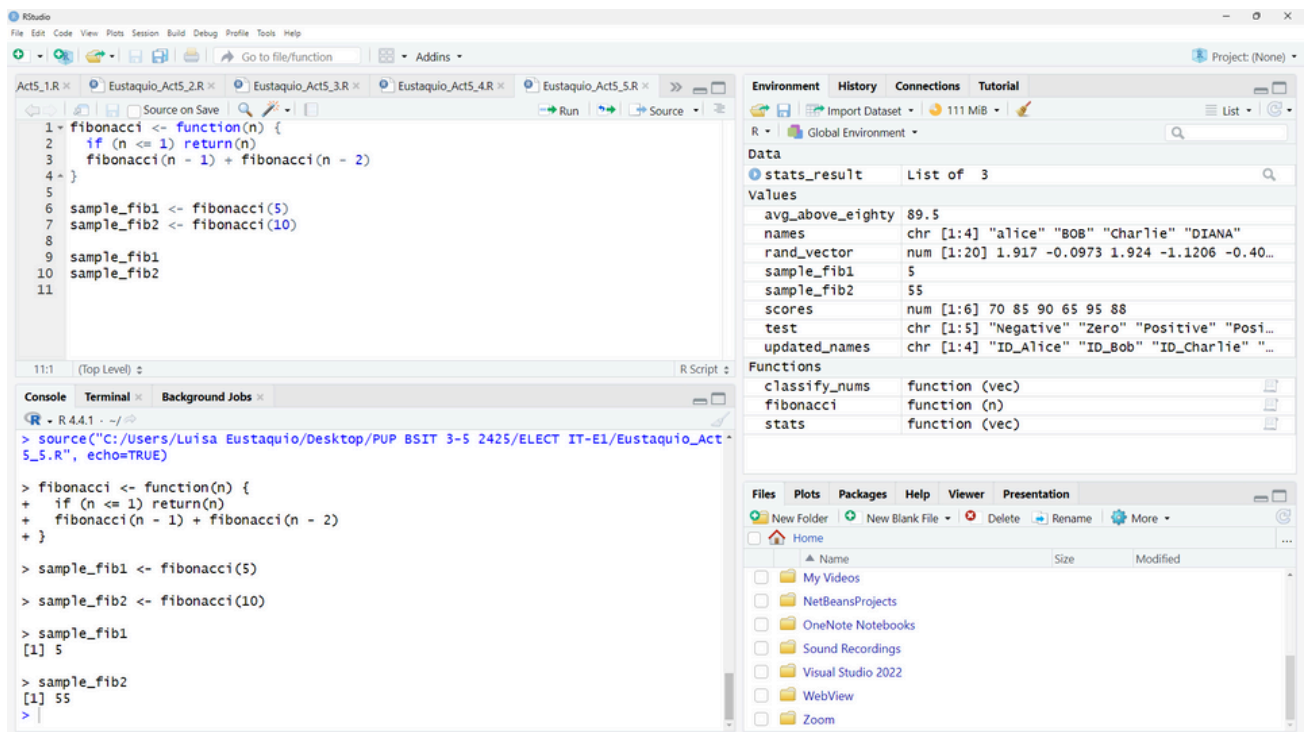 RStudio
File Edit Code View Plots Session Build Debug Profile Tools Help
Go to file/function Addins Project: (None)
Act5_1.R Eustaquio_Act5_2.R Eustaquio_Act5_3.R Eustaquio_Act5_4.R Eustaquio_Act5_5.R
Source on Save Run Source
1 fibonacci <- function(n) {
2 if (n <= 1) return(n)
3 fibonacci(n - 1) + fibonacci(n - 2)
4 }
5
6 sample_fib1 <- fibonacci(5)
7 sample_fib2 <- fibonacci(10)
8
9 sample_fib1
10 sample_fib2
11
11:1 (Top Level) R Script
Console Terminal Background Jobs
R 4.4.1 · ~/
> source("C:/Users/Luisa Eustaquio/Desktop/PUP BSIT 3-5 2425/ELECT IT-E1/Eustaquio_Act
5_5.R", echo=TRUE)
> fibonacci <- function(n) {
+ if (n <= 1) return(n)
+ fibonacci(n - 1) + fibonacci(n - 2)
+ }
> sample_fib1 <- fibonacci(5)
> sample_fib2 <- fibonacci(10)
> sample_fib1
[1] 5
> sample_fib2
[1] 55
>
Environment History Connections Tutorial
Import Dataset 111 MiB List
R Global Environment
Data
stats_result List of 3
Values
avg_above_eighty 89.5
names chr [1:4] "alice" "BOB" "Charlie" "DIANA"
rand_vector num [1:20] 1.917 -0.0973 1.924 -1.1206 -0.40…
sample_fib1 5
sample_fib2 55
scores num [1:6] 70 85 90 65 95 88
test chr [1:5] "Negative" "Zero" "Positive" "Posi…
updated_names chr [1:4] "ID_Alice" "ID_Bob" "ID_Charlie" "…
Functions
classify_nums function (vec)
fibonacci function (n)
stats function (vec)
Files Plots Packages Help Viewer Presentation
New Folder New Blank File Delete Rename More
Home ...
Name Size Modified
My Videos
NetBeansProjects
OneNote Notebooks
Sound Recordings
Visual Studio 2022
WebView
Zoom